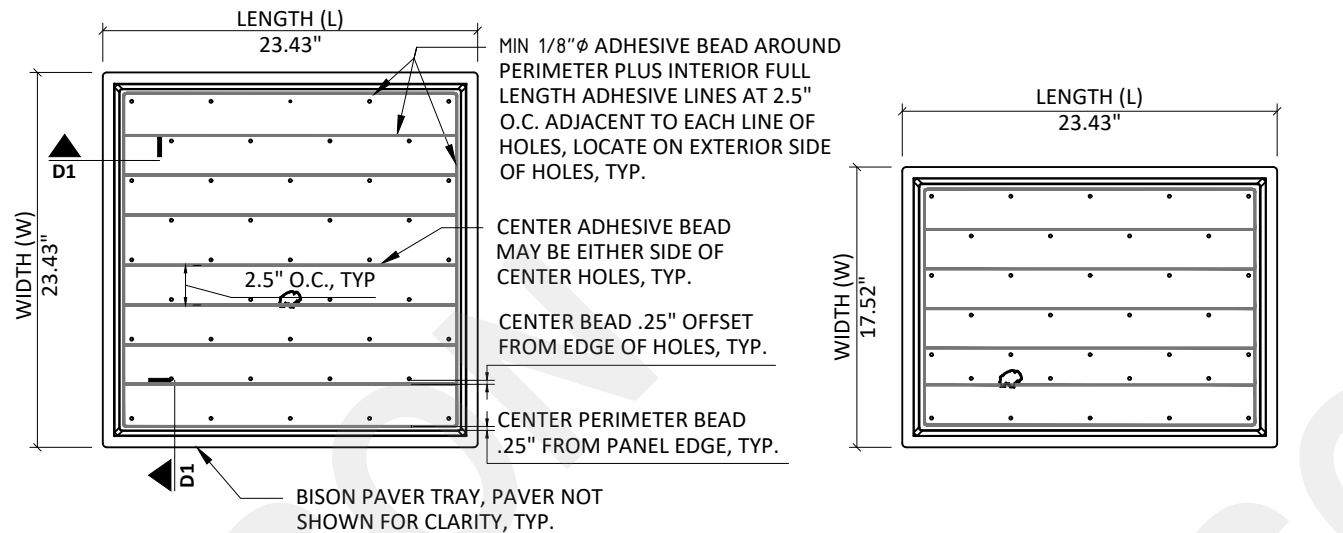 LENGTH (L)
23.43"
WIDTH (W)
23.43"
D1
D1
2.5" O.C., TYP
MIN 1/8"Ø ADHESIVE BEAD AROUND
PERIMETER PLUS INTERIOR FULL
LENGTH ADHESIVE LINES AT 2.5"
O.C. ADJACENT TO EACH LINE OF
HOLES, LOCATE ON EXTERIOR SIDE
OF HOLES, TYP.
CENTER ADHESIVE BEAD
MAY BE EITHER SIDE OF
CENTER HOLES, TYP.
CENTER BEAD .25" OFFSET
FROM EDGE OF HOLES, TYP.
CENTER PERIMETER BEAD
.25" FROM PANEL EDGE, TYP.
BISON PAVER TRAY, PAVER NOT
SHOWN FOR CLARITY, TYP.
LENGTH (L)
23.43"
WIDTH (W)
17.52"